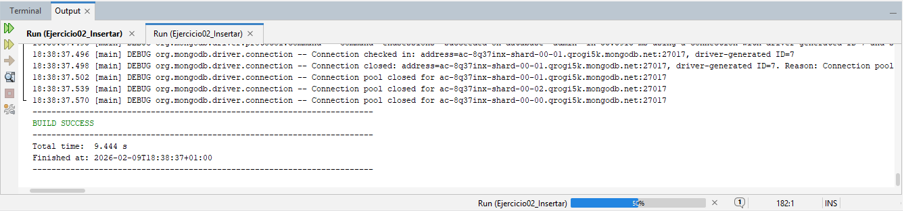 Terminal Output
Run (Ejercicio02_Insertar) Run (Ejercicio02_Insertar)
18:38:37.496 [main] DEBUG org.mongodb.driver.connection -- Connection checked in: address=ac-8q37inx-shard-00-01.qrogi5k.mongodb.net:27017, driver-generated ID=7
18:38:37.498 [main] DEBUG org.mongodb.driver.connection -- Connection closed: address=ac-8q37inx-shard-00-01.qrogi5k.mongodb.net:27017, driver-generated ID=7. Reason: Connection pool
18:38:37.502 [main] DEBUG org.mongodb.driver.connection -- Connection pool closed for ac-8q37inx-shard-00-01.qrogi5k.mongodb.net:27017
18:38:37.539 [main] DEBUG org.mongodb.driver.connection -- Connection pool closed for ac-8q37inx-shard-00-02.qrogi5k.mongodb.net:27017
18:38:37.570 [main] DEBUG org.mongodb.driver.connection -- Connection pool closed for ac-8q37inx-shard-00-00.qrogi5k.mongodb.net:27017
------------------------------------------------------------------------
BUILD SUCCESS
------------------------------------------------------------------------
Total time: 9.444 s
Finished at: 2026-02-09T18:38:37+01:00
------------------------------------------------------------------------
Run (Ejercicio02_Insertar) 182:1 INS